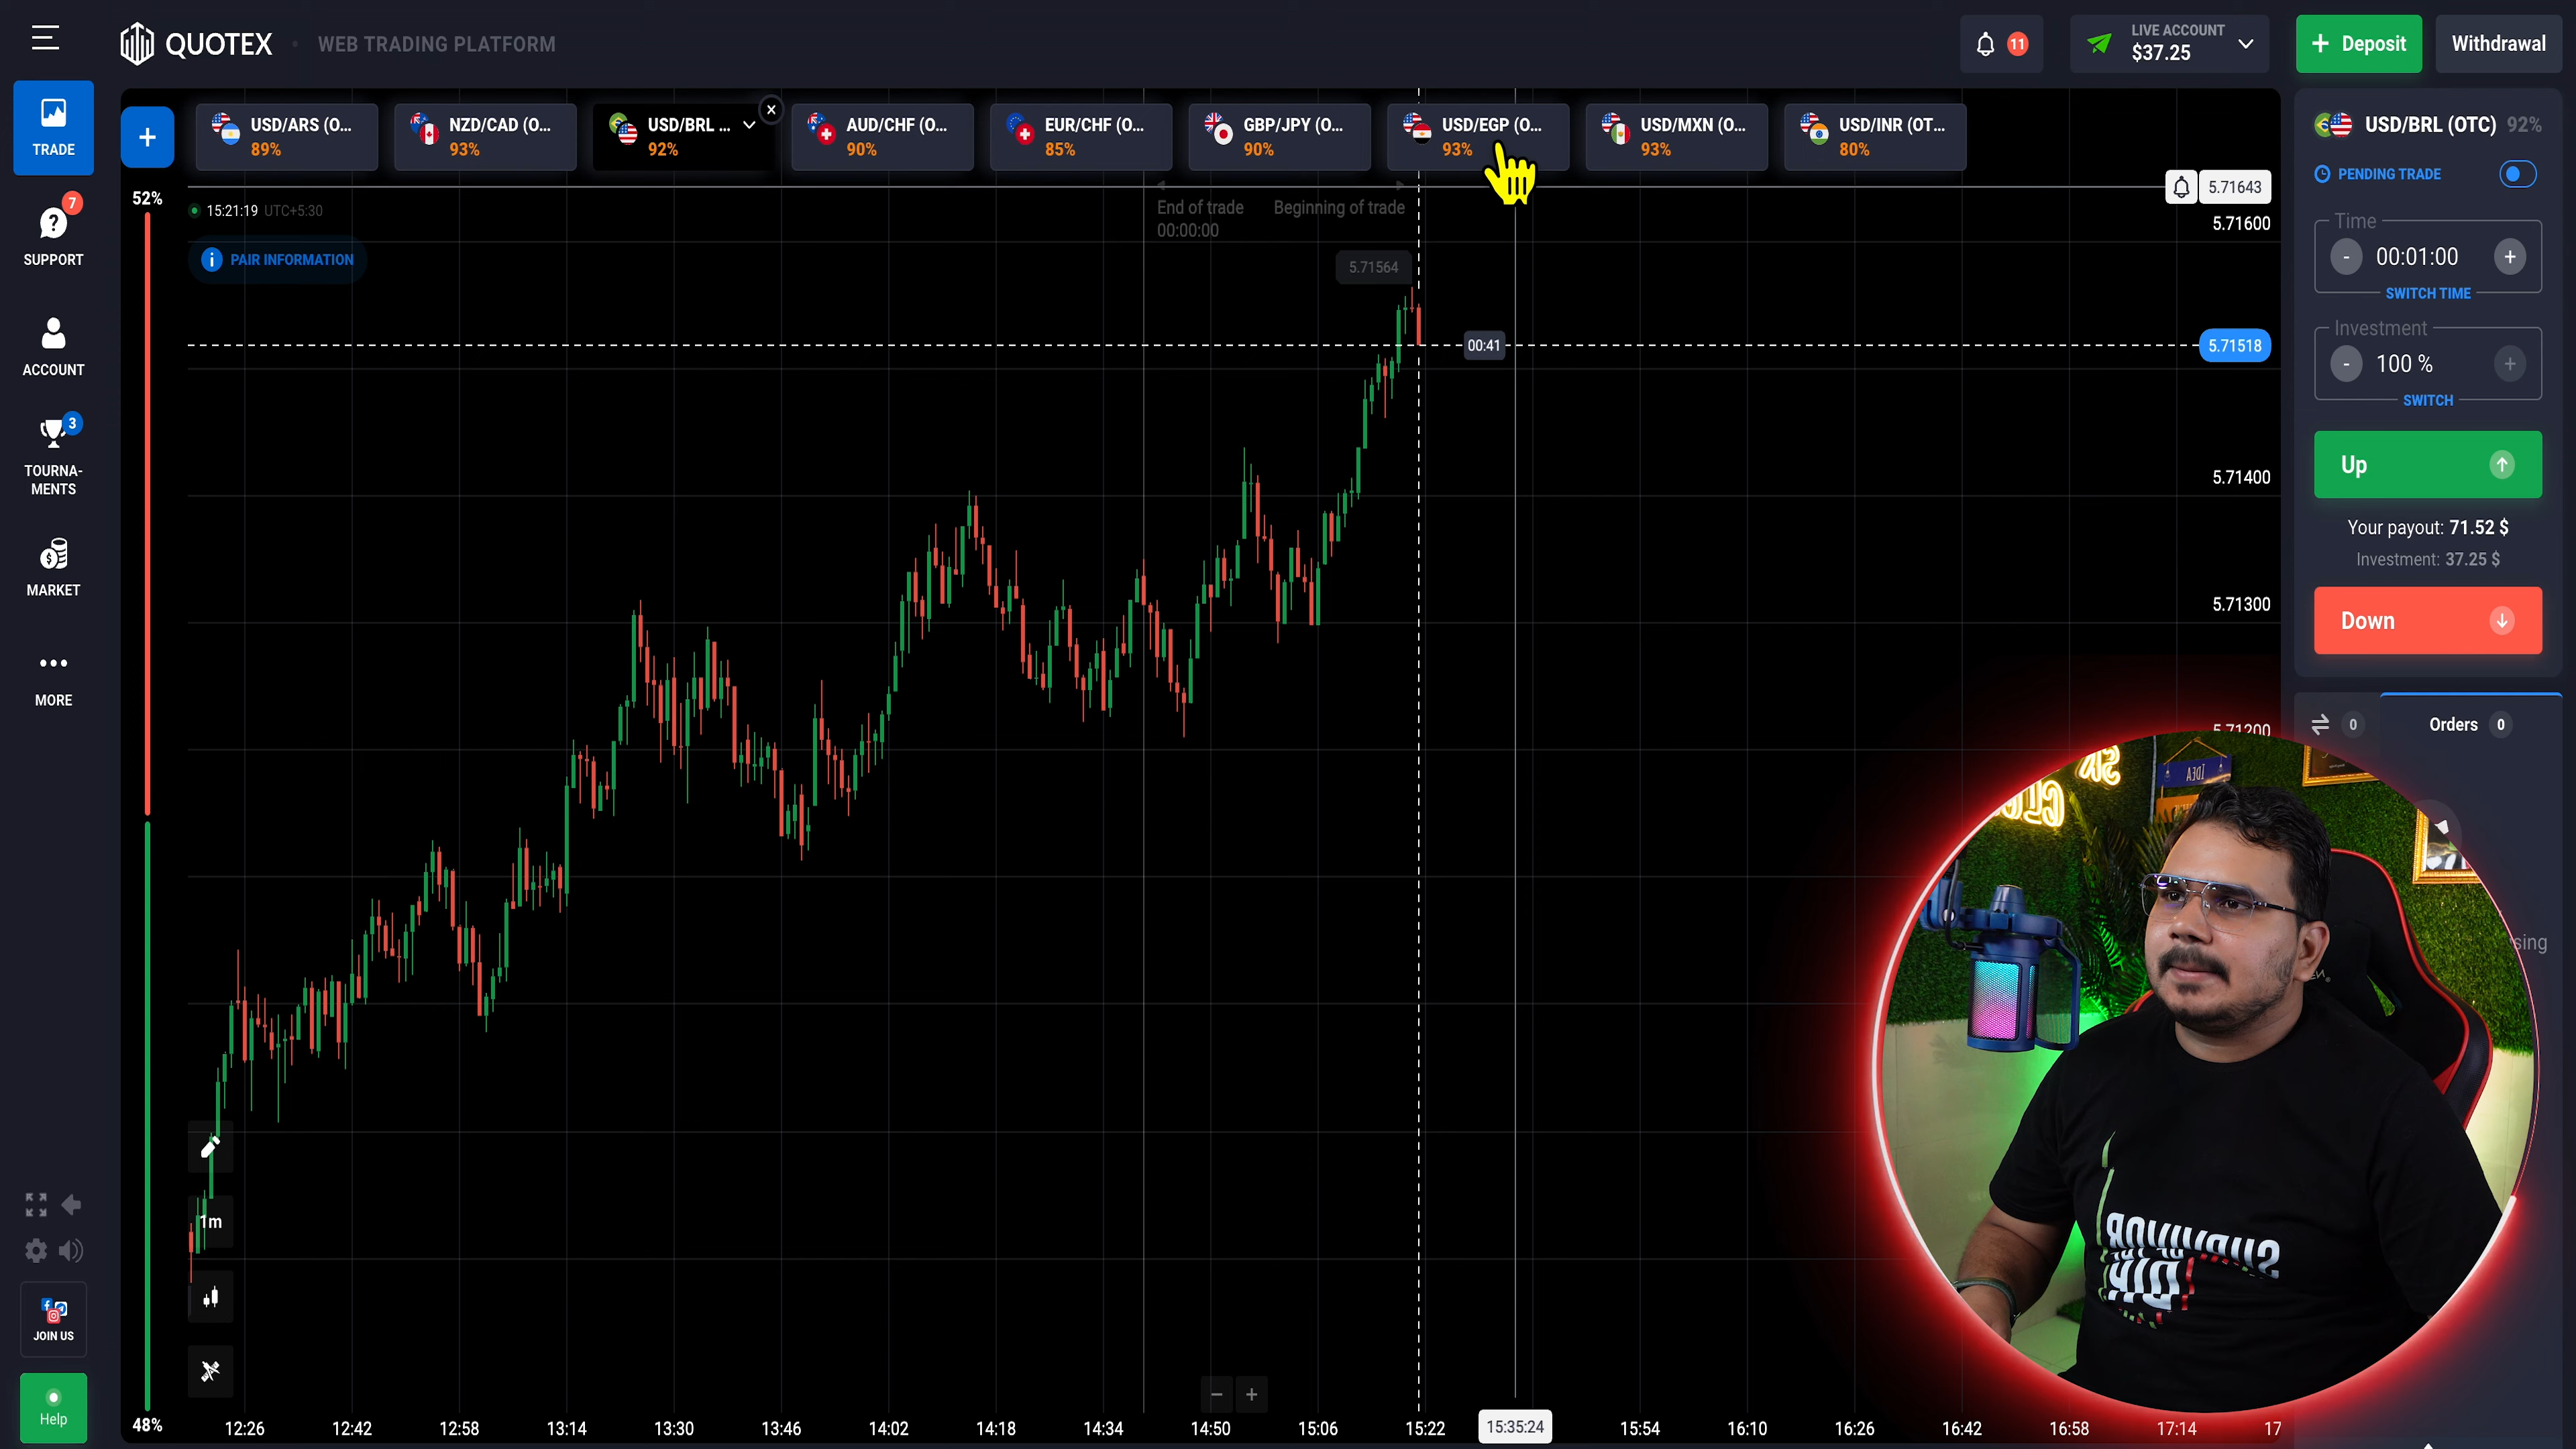 QUOTEX
WEB TRADING PLATFORM
11
LIVE ACCOUNT
$37.25
+ Deposit
Withdrawal
TRADE
7
SUPPORT
ACCOUNT
3
TOURNA-
MENTS
MARKET
MORE
JOIN US
Help
USD/ARS (O...
89%
NZD/CAD (O...
93%
USD/BRL ...
92%
AUD/CHF (O...
90%
EUR/CHF (O...
85%
GBP/JPY (O...
90%
USD/EGP (O...
93%
USD/MXN (O...
93%
USD/INR (OT...
80%
52%
15:21:19 UTC+5:30
PAIR INFORMATION
End of trade
00:00:00
Beginning of trade
5.71564
00:41
5.71643
5.71600
5.71518
5.71400
5.71300
5.71200
1m
48%
12:26
12:42
12:58
13:14
13:30
13:46
14:02
14:18
14:34
14:50
15:06
15:22
15:35:24
15:54
16:10
16:26
16:42
16:58
17:14
17
USD/BRL (OTC) 92%
PENDING TRADE
Time
- 00:01:00 +
SWITCH TIME
Investment
- 100 % +
SWITCH
Up
Your payout: 71.52 $
Investment: 37.25 $
Down
0
Orders 0
sing
IDEA
SURVIVOR